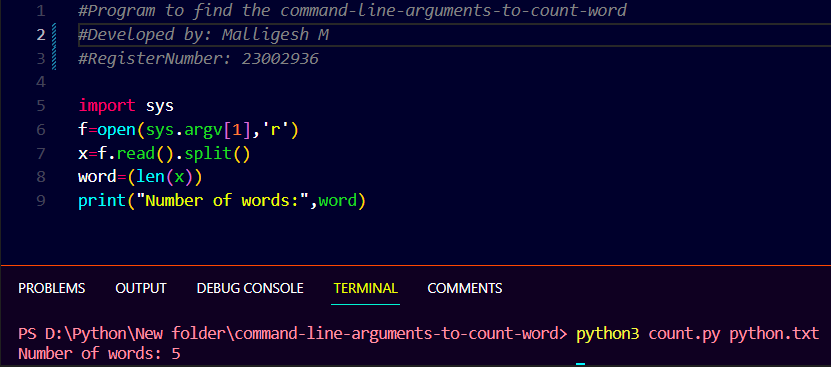 1 #Program to find the command-line-arguments-to-count-word
2 #Developed by: Malligesh M
3 #RegisterNumber: 23002936
4
5 import sys
6 f=open(sys.argv[1],'r')
7 x=f.read().split()
8 word=(len(x))
9 print("Number of words:",word)
PROBLEMS OUTPUT DEBUG CONSOLE TERMINAL COMMENTS
PS D:\Python\New folder\command-line-arguments-to-count-word> python3 count.py python.txt
Number of words: 5